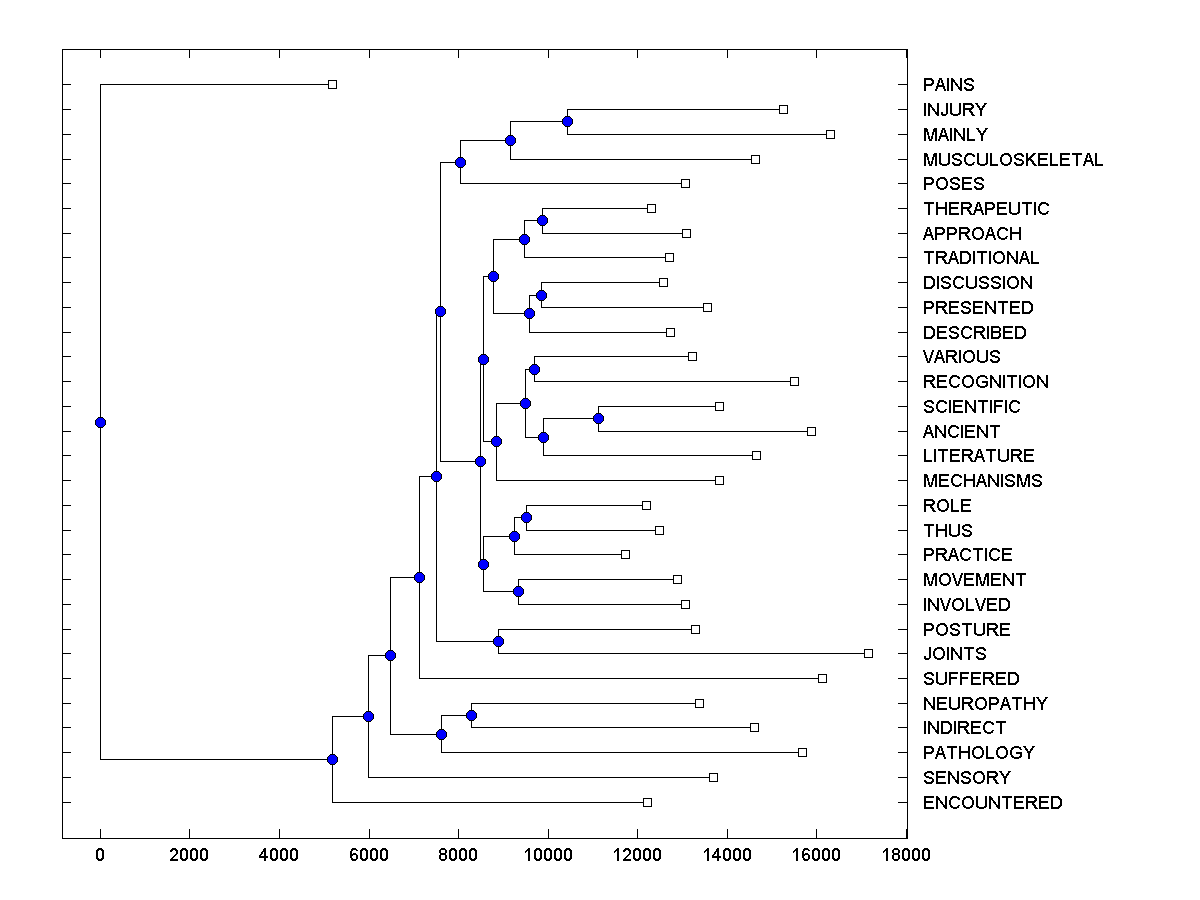 PAINS
INJURY
MAINLY
MUSCULOSKELETAL
POSES
THERAPEUTIC
APPROACH
TRADITIONAL
DISCUSSION
PRESENTED
DESCRIBED
VARIOUS
RECOGNITION
SCIENTIFIC
ANCIENT
LITERATURE
MECHANISMS
ROLE
THUS
PRACTICE
MOVEMENT
INVOLVED
POSTURE
JOINTS
SUFFERED
NEUROPATHY
INDIRECT
PATHOLOGY
SENSORY
ENCOUNTERED
0 2000 4000 6000 8000 10000 12000 14000 16000 18000